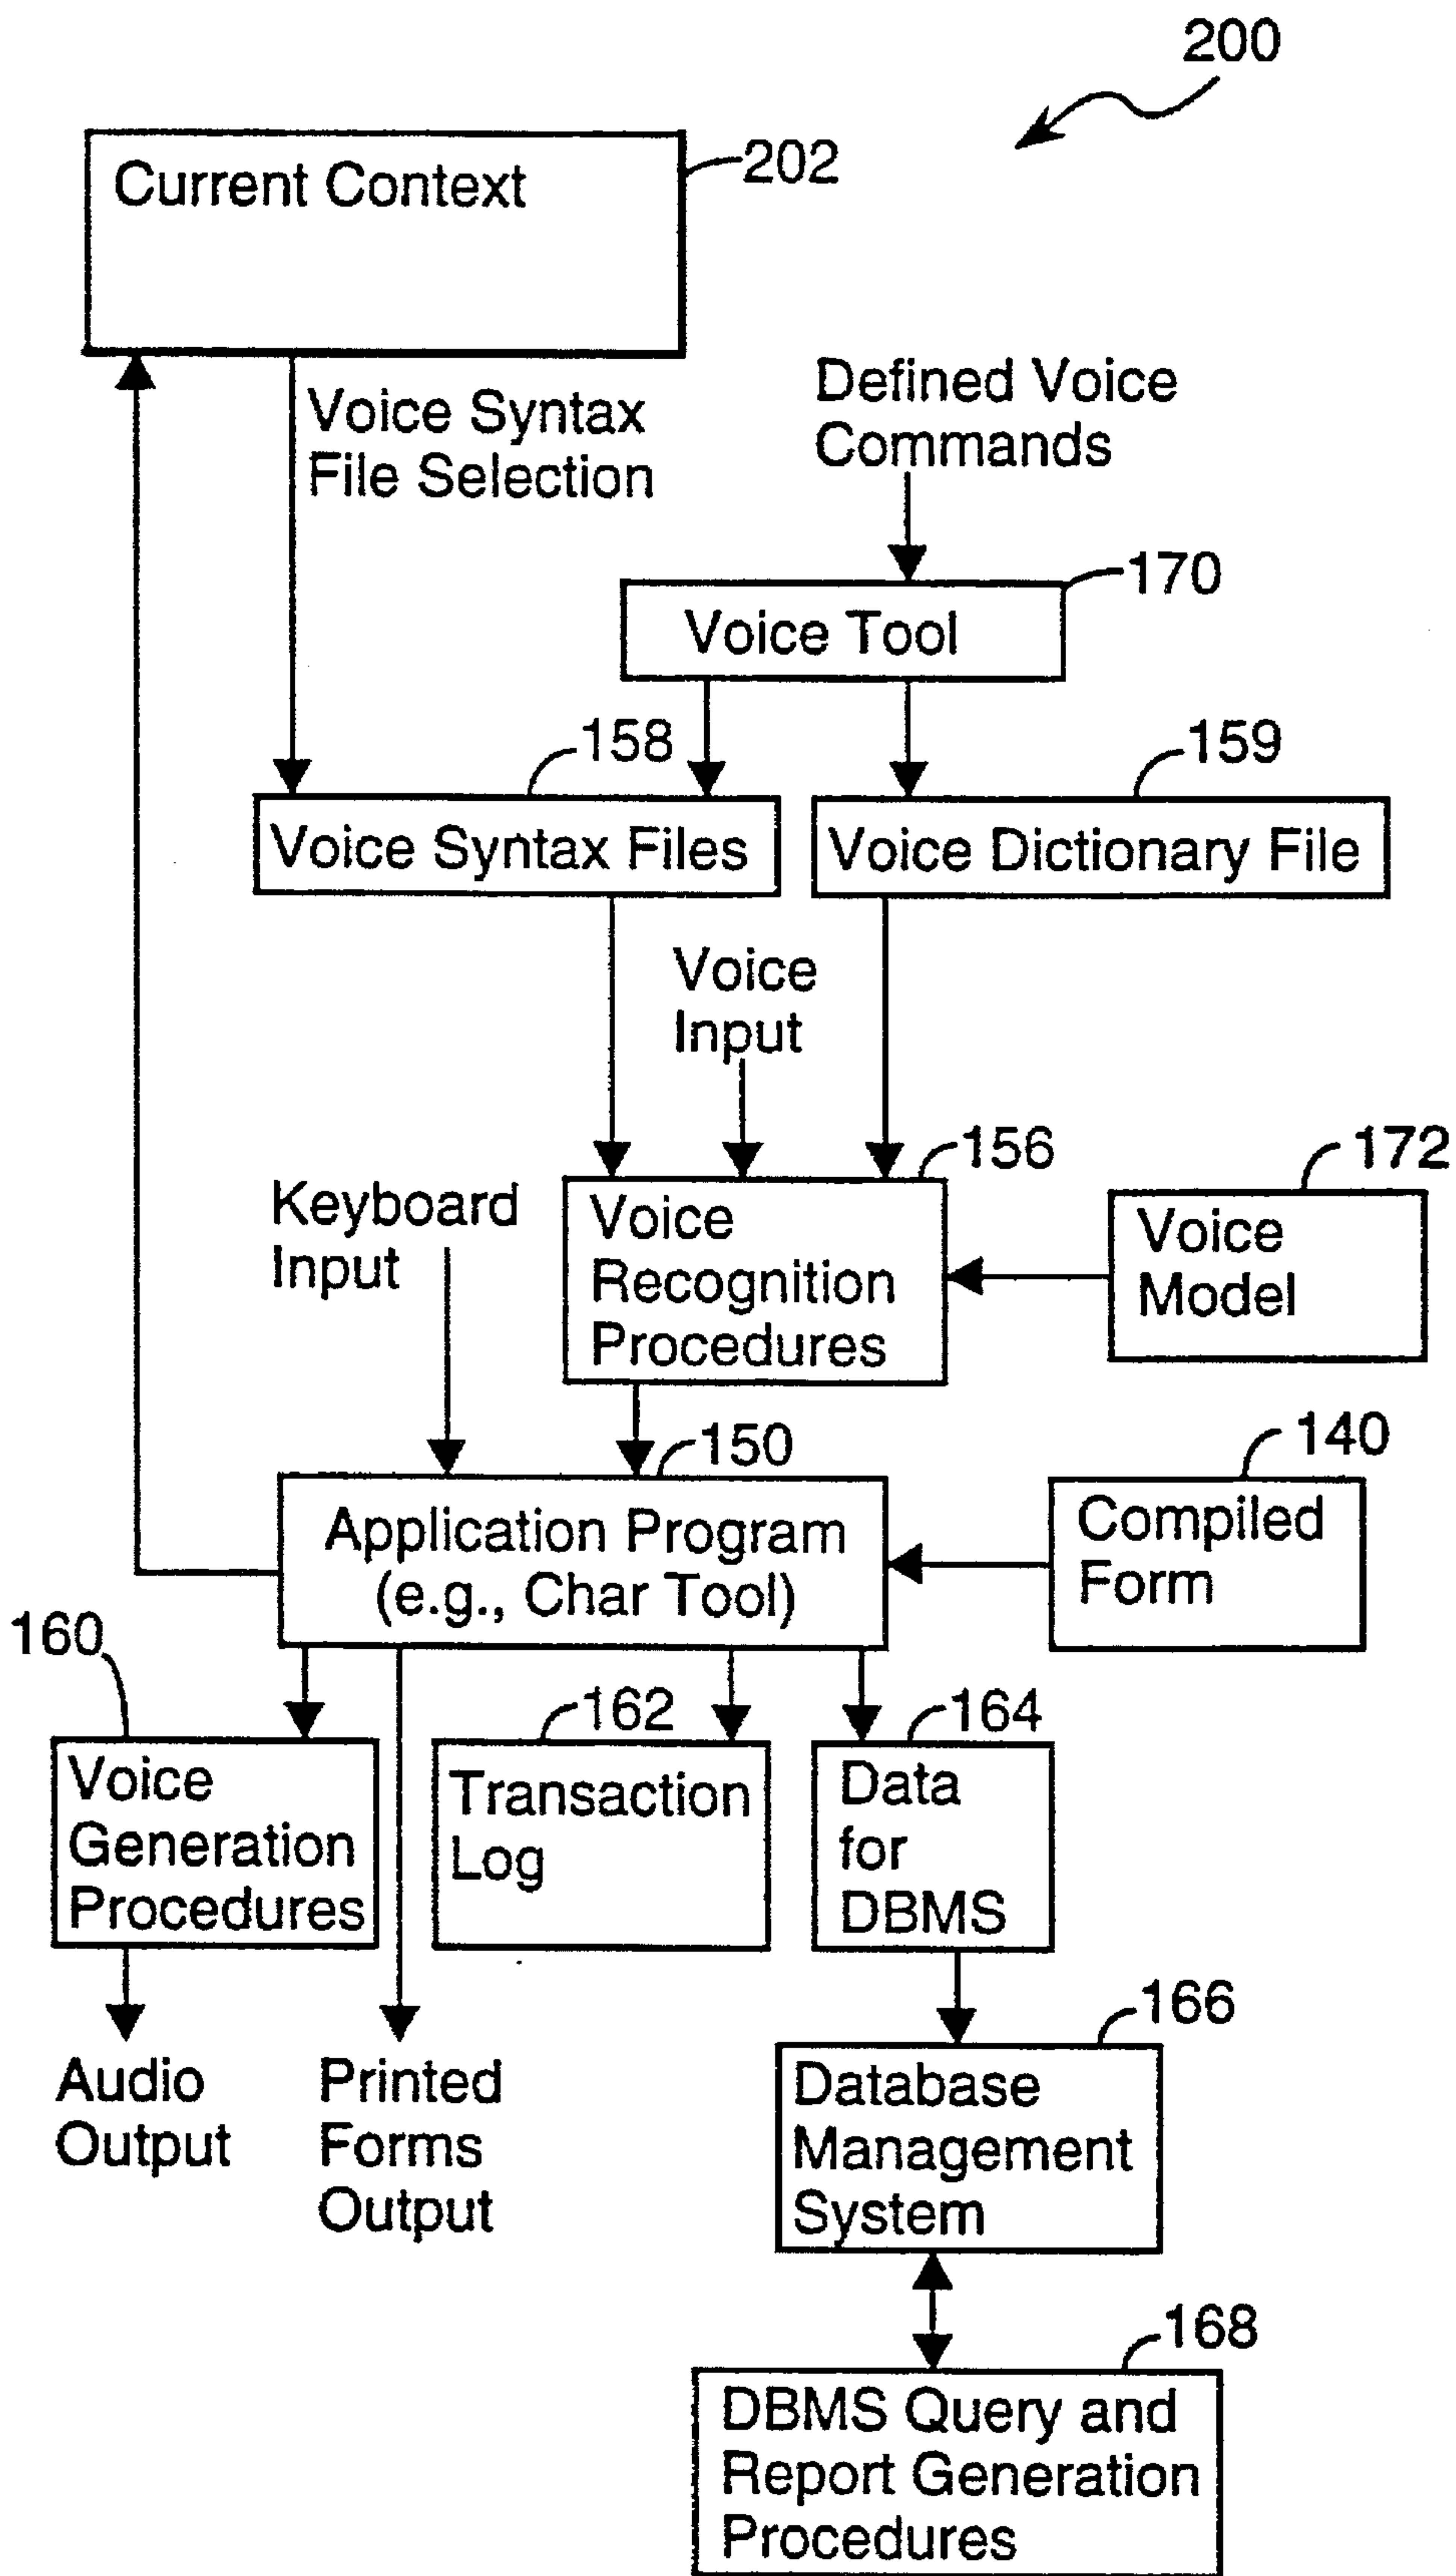 200
Current Context
202
Voice Syntax
File Selection
Defined Voice
Commands
170
Voice Tool
158
159
Voice Syntax Files
Voice Dictionary File
Voice
Input
156
172
Keyboard
Input
Voice
Recognition
Procedures
Voice
Model
150
140
Application Program
(e.g., Char Tool)
Compiled
Form
160
162
164
Voice
Generation
Procedures
Transaction
Log
Data
for
DBMS
166
Audio
Output
Printed
Forms
Output
Database
Management
System
168
DBMS Query and
Report Generation
Procedures